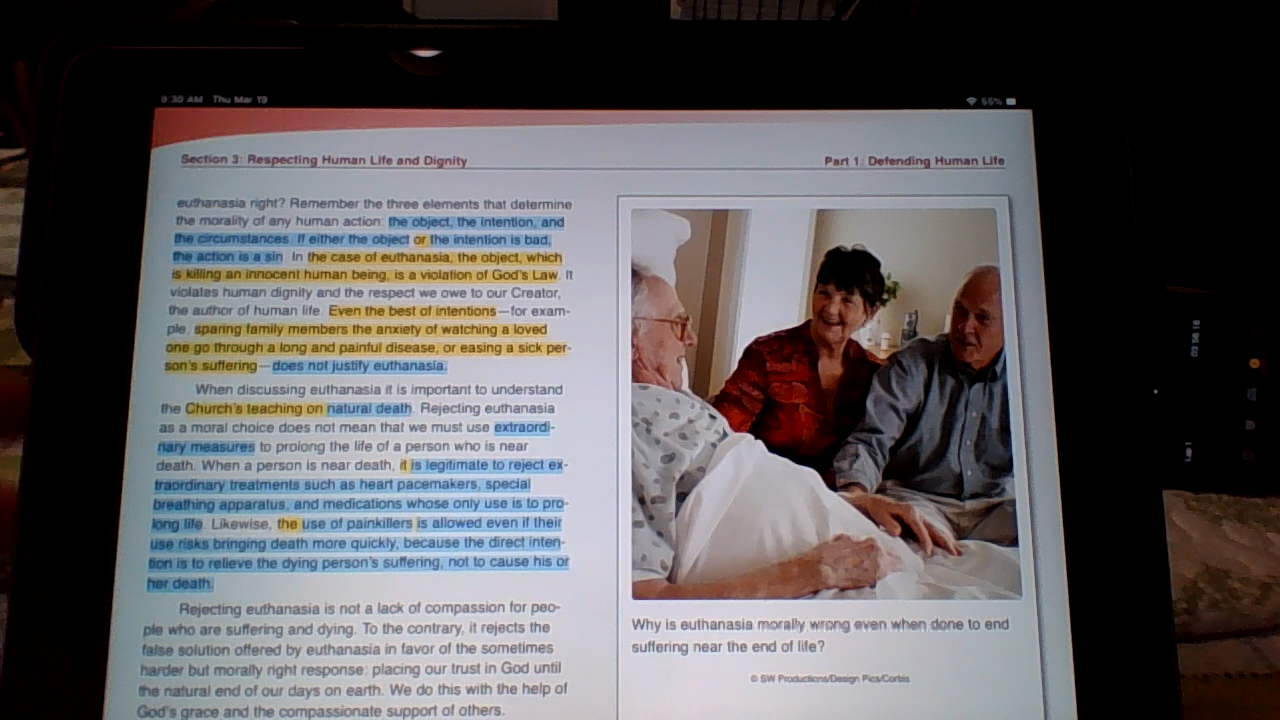 9:30 AM Thu Mar 19
55%
Section 3: Respecting Human Life and Dignity
Part 1: Defending Human Life
euthanasia right? Remember the three elements that determine
the morality of any human action: the object, the intention, and
the circumstances. If either the object or the intention is bad,
the action is a sin. In the case of euthanasia, the object, which
is killing an innocent human being, is a violation of God's Law. It
violates human dignity and the respect we owe to our Creator,
the author of human life. Even the best of intentions—for exam-
ple, sparing family members the anxiety of watching a loved
one go through a long and painful disease, or easing a sick per-
son's suffering—does not justify euthanasia.
When discussing euthanasia it is important to understand
the Church's teaching on natural death. Rejecting euthanasia
as a moral choice does not mean that we must use extraordi-
nary measures to prolong the life of a person who is near
death. When a person is near death, it is legitimate to reject ex-
traordinary treatments such as heart pacemakers, special
breathing apparatus, and medications whose only use is to pro-
long life. Likewise, the use of painkillers is allowed even if their
use risks bringing death more quickly, because the direct inten-
tion is to relieve the dying person's suffering, not to cause his or
her death.
Rejecting euthanasia is not a lack of compassion for peo-
ple who are suffering and dying. To the contrary, it rejects the
false solution offered by euthanasia in favor of the sometimes
harder but morally right response: placing our trust in God until
the natural end of our days on earth. We do this with the help of
God's grace and the compassionate support of others.
Why is euthanasia morally wrong even when done to end
suffering near the end of life?
© SW Productions/Design Pics/Corbis